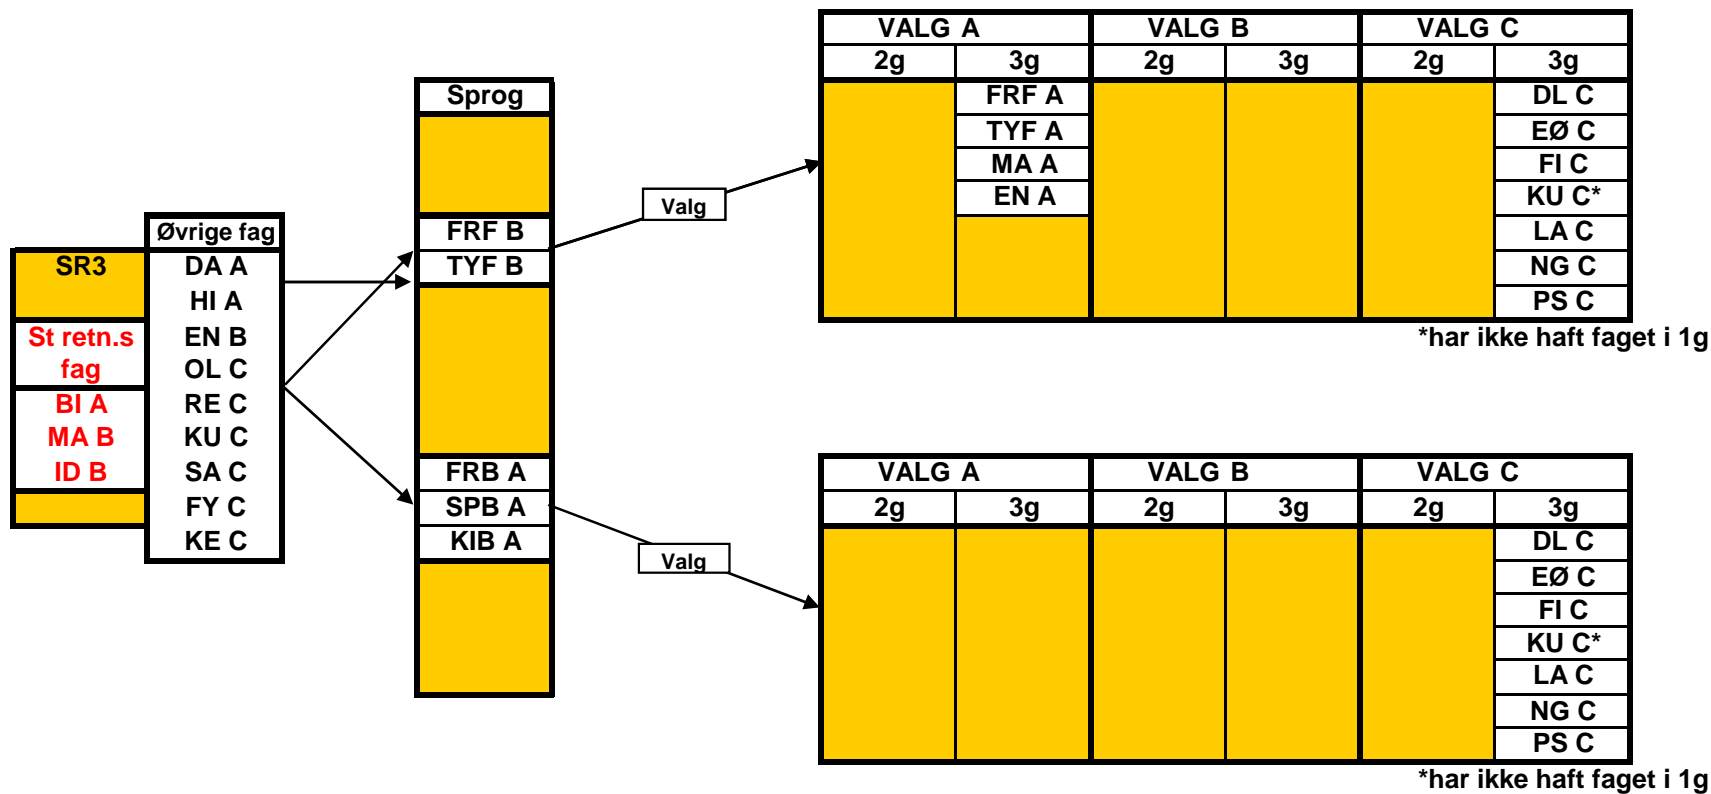 SR3
St retn.s
fag
BI A
MA B
ID B
Øvrige fag
DA A
HI A
EN B
OL C
RE C
KU C
SA C
FY C
KE C
Sprog
FRF B
TYF B
FRB A
SPB A
KIB A
Valg
Valg
VALG A VALG B VALG C
2g 3g 2g 3g 2g 3g
FRF A DL C
TYF A EØ C
MA A FI C
EN A KU C*
LA C
NG C
PS C
*har ikke haft faget i 1g
VALG A VALG B VALG C
2g 3g 2g 3g 2g 3g
DL C
EØ C
FI C
KU C*
LA C
NG C
PS C
*har ikke haft faget i 1g